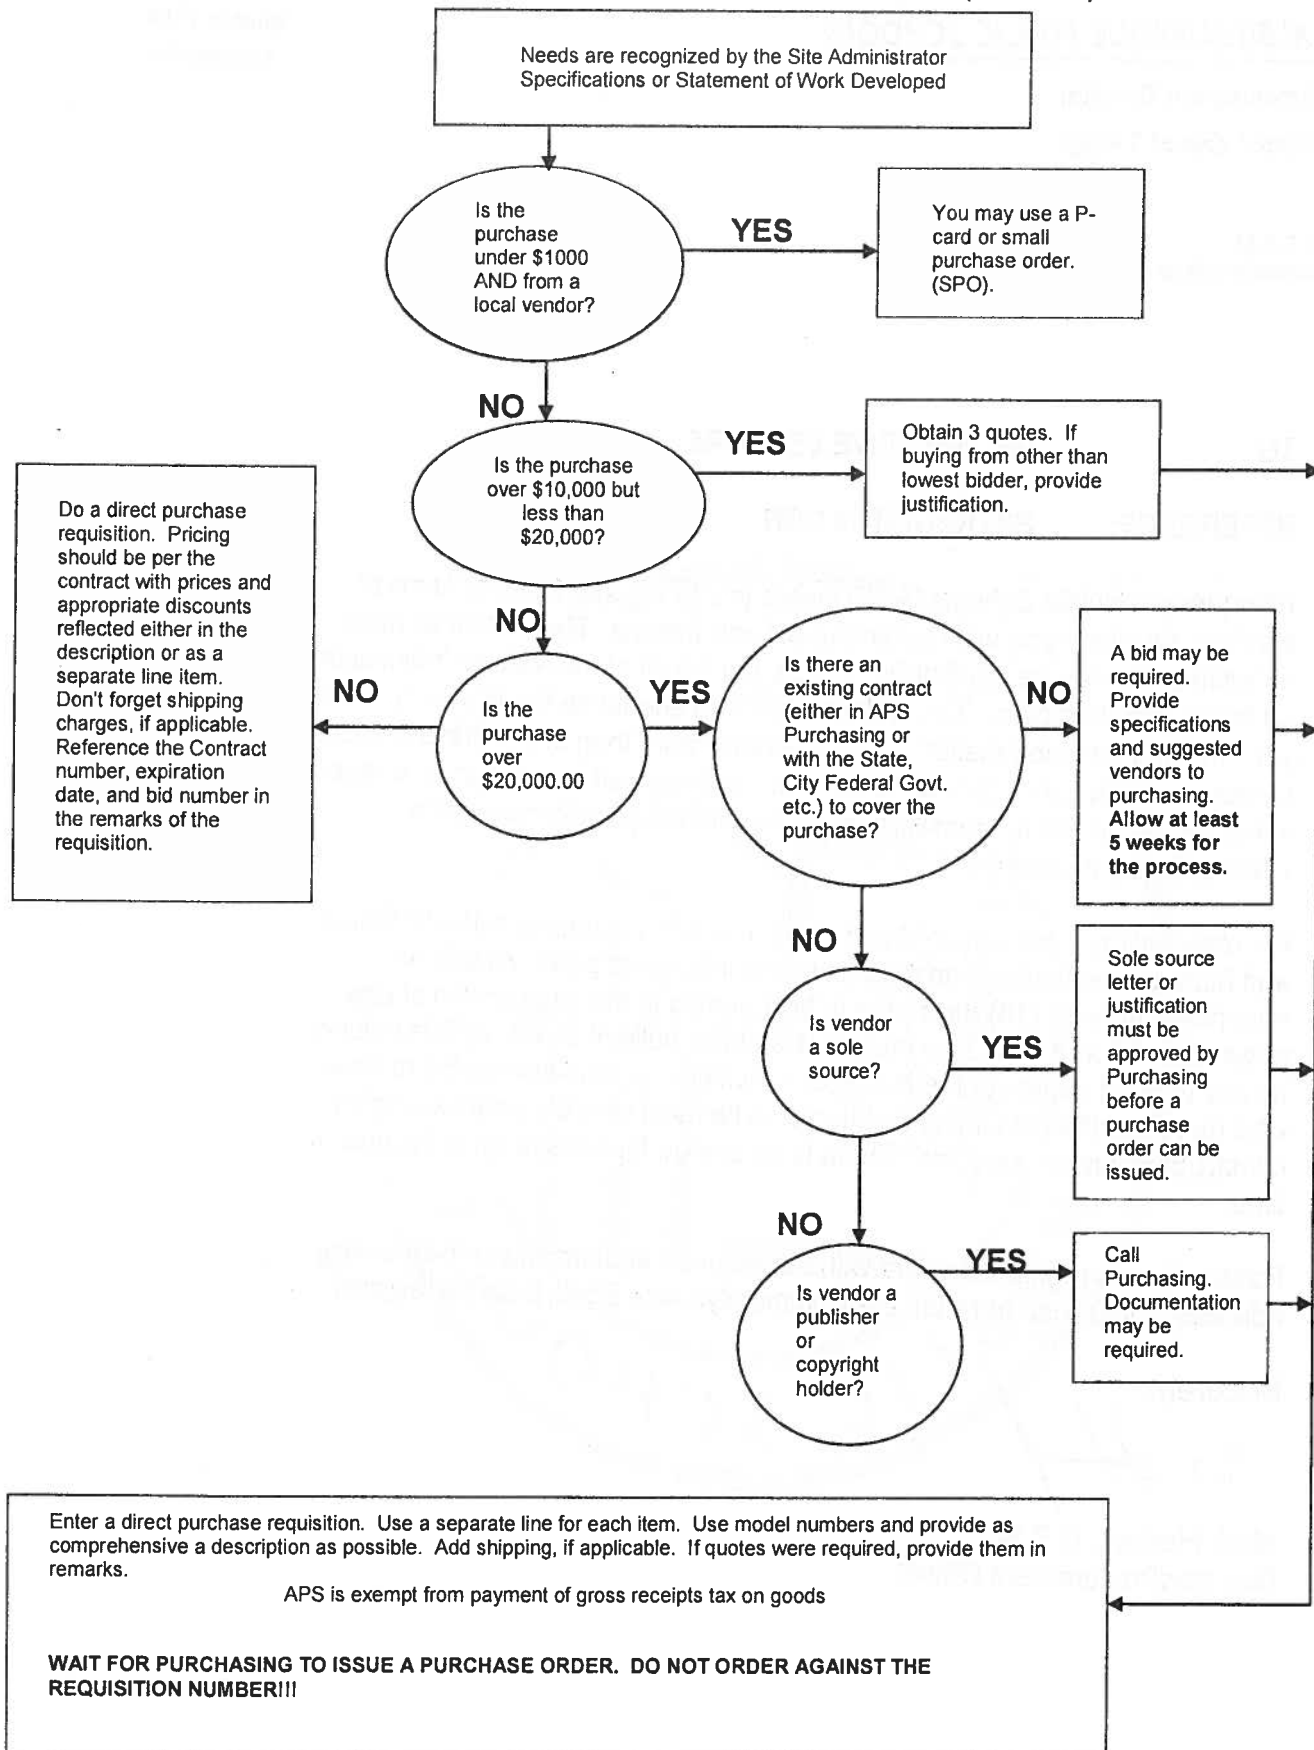 Needs are recognized by the Site Administrator
Specifications or Statement of Work Developed
Is the
purchase
under $1000
AND from a
local vendor?
YES
You may use a P-
card or small
purchase order.
(SPO).
NO
Is the purchase
over $10,000 but
less than
$20,000?
YES
Obtain 3 quotes. If
buying from other than
lowest bidder, provide
justification.
NO
Is the
purchase
over
$20,000.00
NO
Do a direct purchase
requisition. Pricing
should be per the
contract with prices and
appropriate discounts
reflected either in the
description or as a
separate line item.
Don't forget shipping
charges, if applicable.
Reference the Contract
number, expiration
date, and bid number in
the remarks of the
requisition.
YES
Is there an
existing contract
(either in APS
Purchasing or
with the State,
City Federal Govt.
etc.) to cover the
purchase?
NO
A bid may be
required.
Provide
specifications
and suggested
vendors to
purchasing.
Allow at least
5 weeks for
the process.
NO
Is vendor
a sole
source?
YES
Sole source
letter or
justification
must be
approved by
Purchasing
before a
purchase
order can be
issued.
NO
Is vendor a
publisher
or
copyright
holder?
YES
Call
Purchasing.
Documentation
may be
required.
Enter a direct purchase requisition. Use a separate line for each item. Use model numbers and provide as
comprehensive a description as possible. Add shipping, if applicable. If quotes were required, provide them in
remarks.
APS is exempt from payment of gross receipts tax on goods
WAIT FOR PURCHASING TO ISSUE A PURCHASE ORDER. DO NOT ORDER AGAINST THE
REQUISITION NUMBER!!!